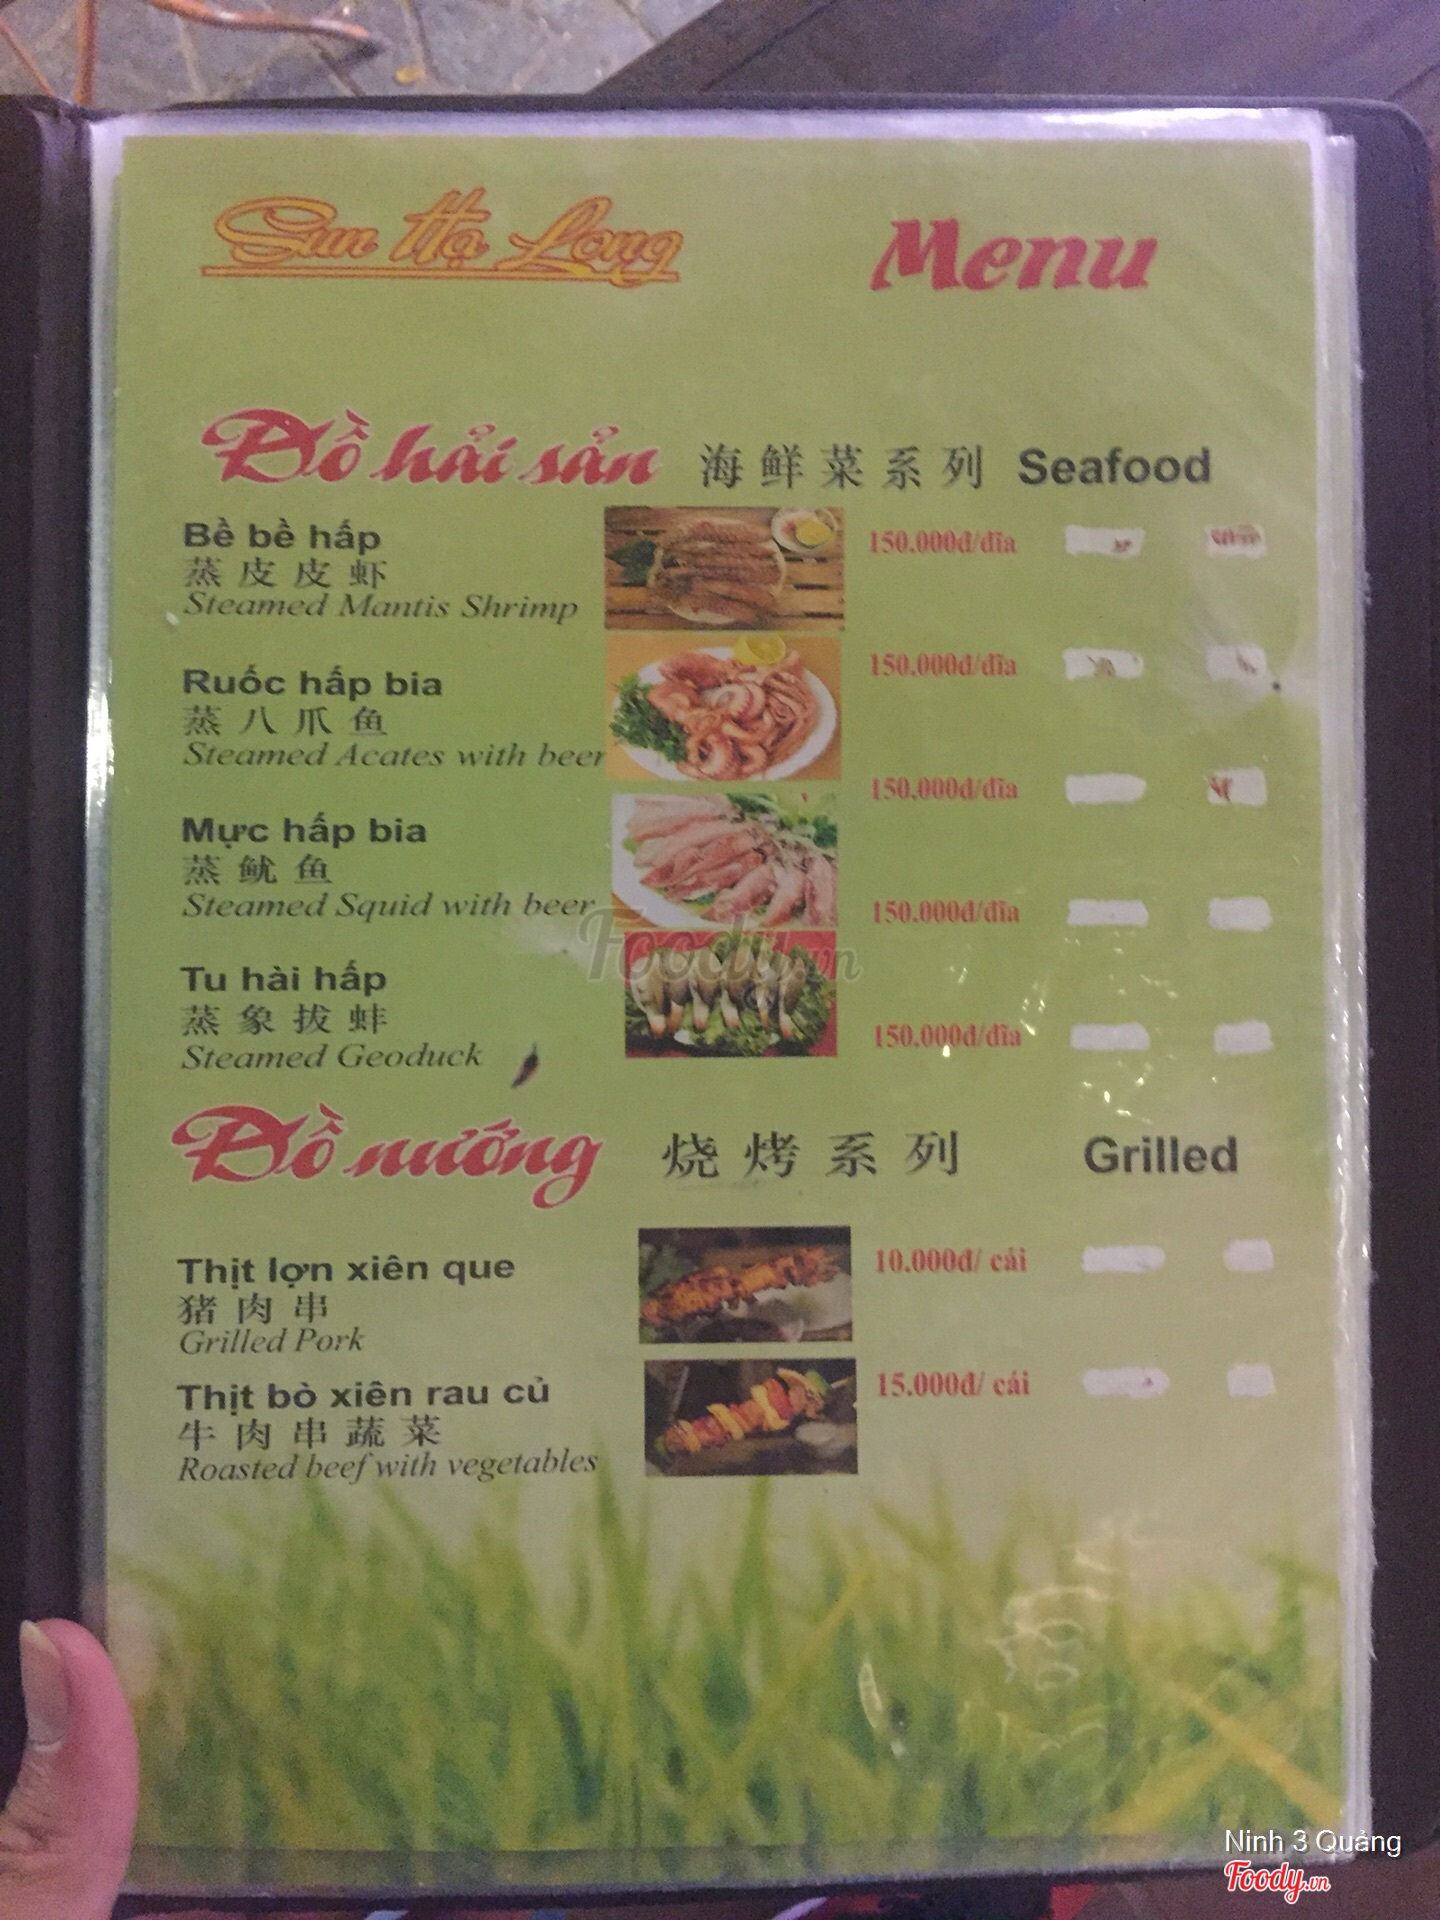 Sun Hạ Long
Menu
Đồ hải sản 海鲜菜系列 Seafood
Bề bề hấp
蒸皮皮虾
Steamed Mantis Shrimp
150.000đ/đĩa
Ruốc hấp bia
蒸八爪鱼
Steamed Acates with beer
150.000đ/đĩa
150.000đ/đĩa
Mực hấp bia
蒸鱿鱼
Steamed Squid with beer
150.000đ/đĩa
Tu hài hấp
蒸象拔蚌
Steamed Geoduck
150.000đ/đĩa
Đồ nướng 烧烤系列 Grilled
Thịt lợn xiên que
猪肉串
Grilled Pork
10.000đ/ cái
Thịt bò xiên rau củ
牛肉串蔬菜
Roasted beef with vegetables
15.000đ/ cái
Foody.vn
Ninh 3 Quảng
Foody.vn